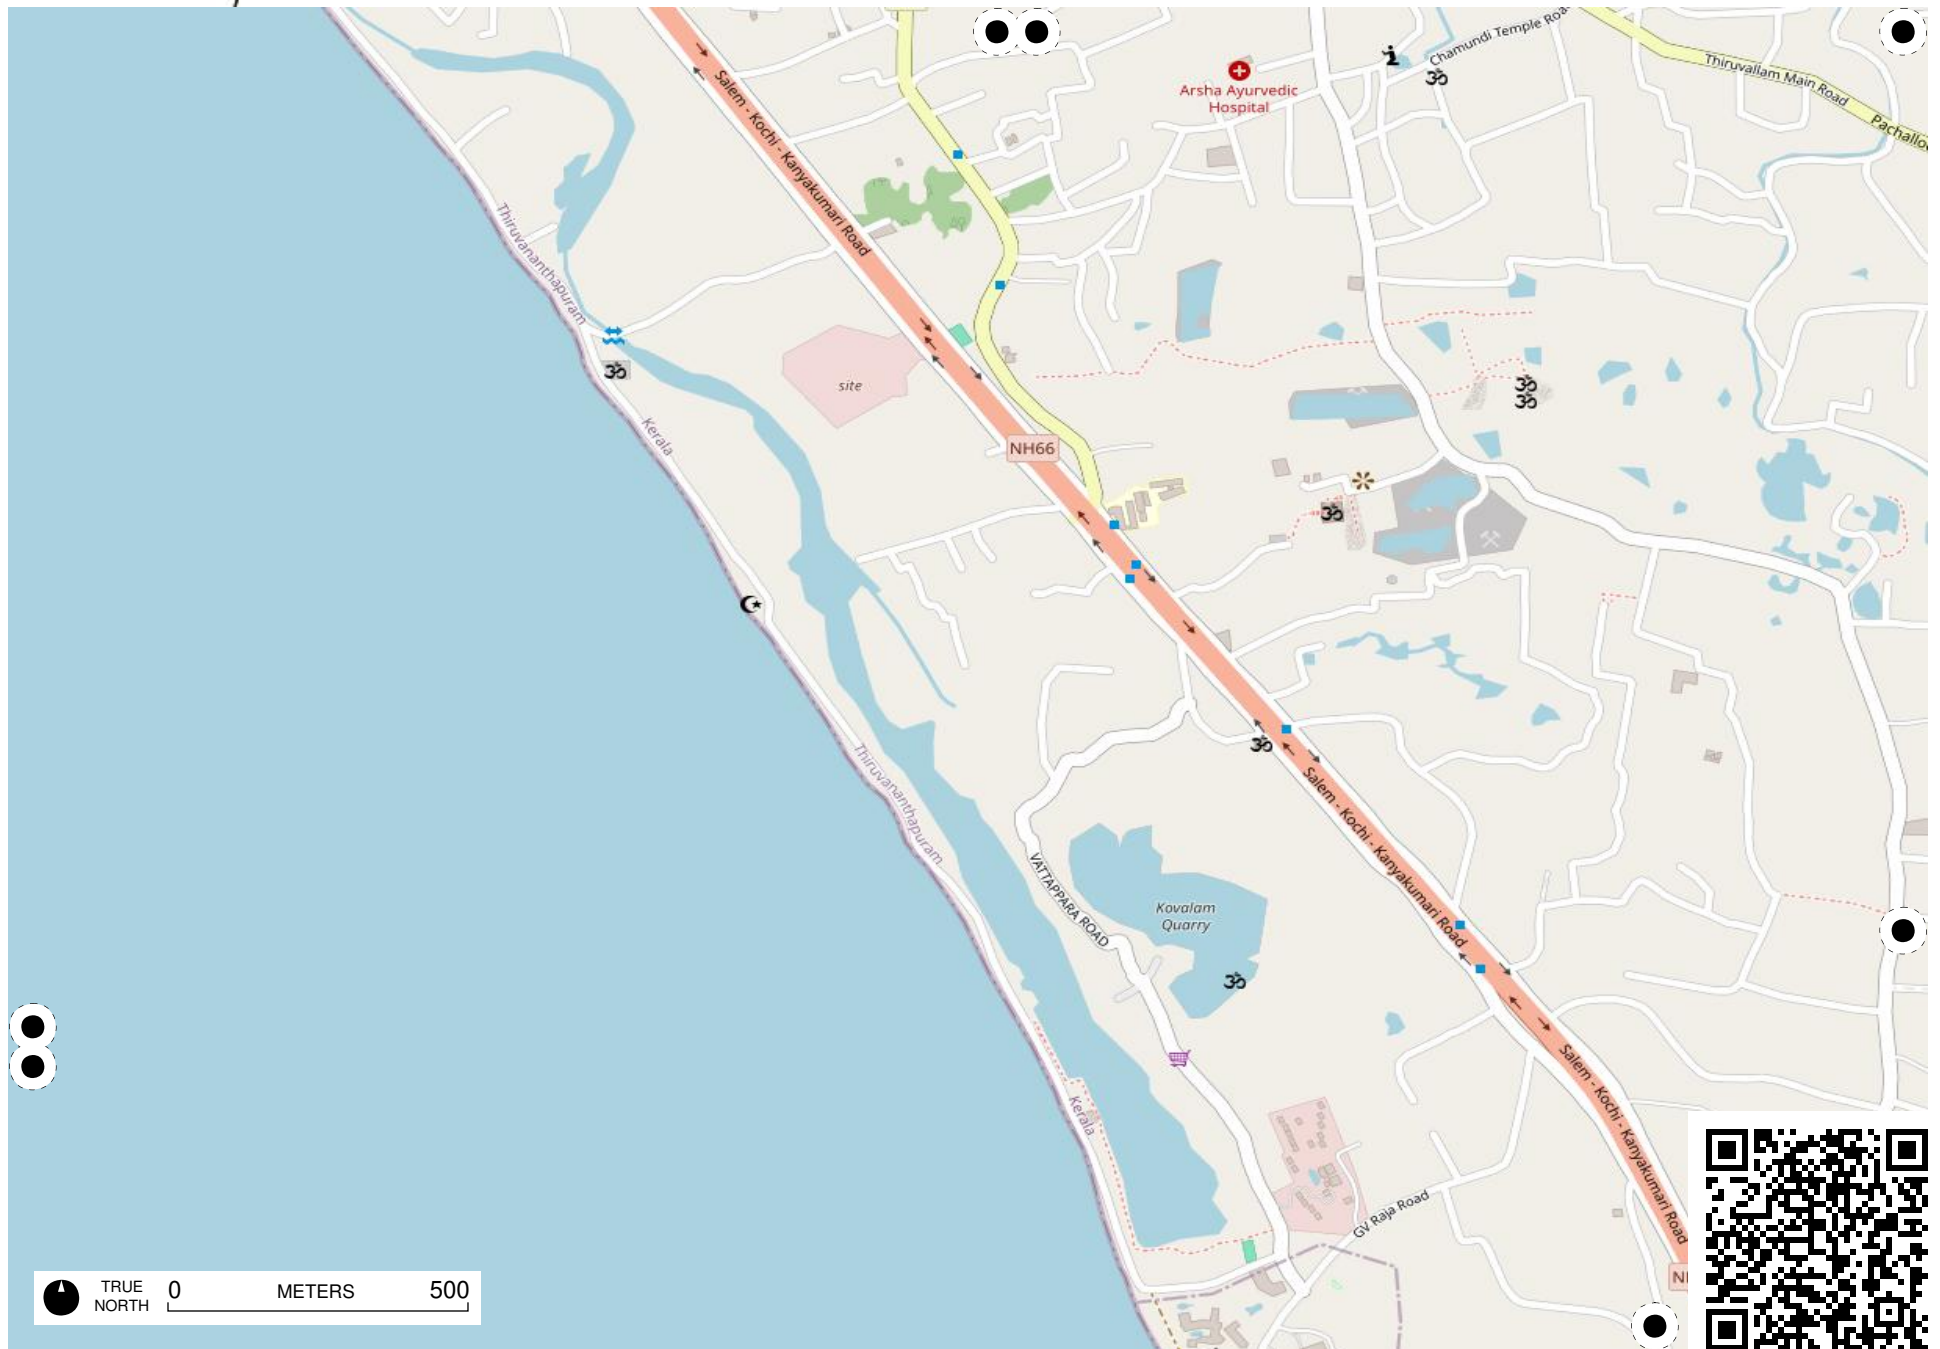 Chamundi Temple Road
Thiruvallam Main Road
Arsha Ayurvedic
Hospital
Salem - Kochi - Kanyakumari Road
ॐ
Thiruvananthapuram
ॐ
site
ॐ
ॐ
Kerala
NH66
ॐ
ॐ
Thiruvananthapuram
Salem - Kochi - Kanyakumari Road
VATTAPPARA ROAD
Kovalam
Quarry
ॐ
Kerala
Salem - Kochi - Kanyakumari Road
GV Raja Road
TRUE
NORTH
0 METERS 500